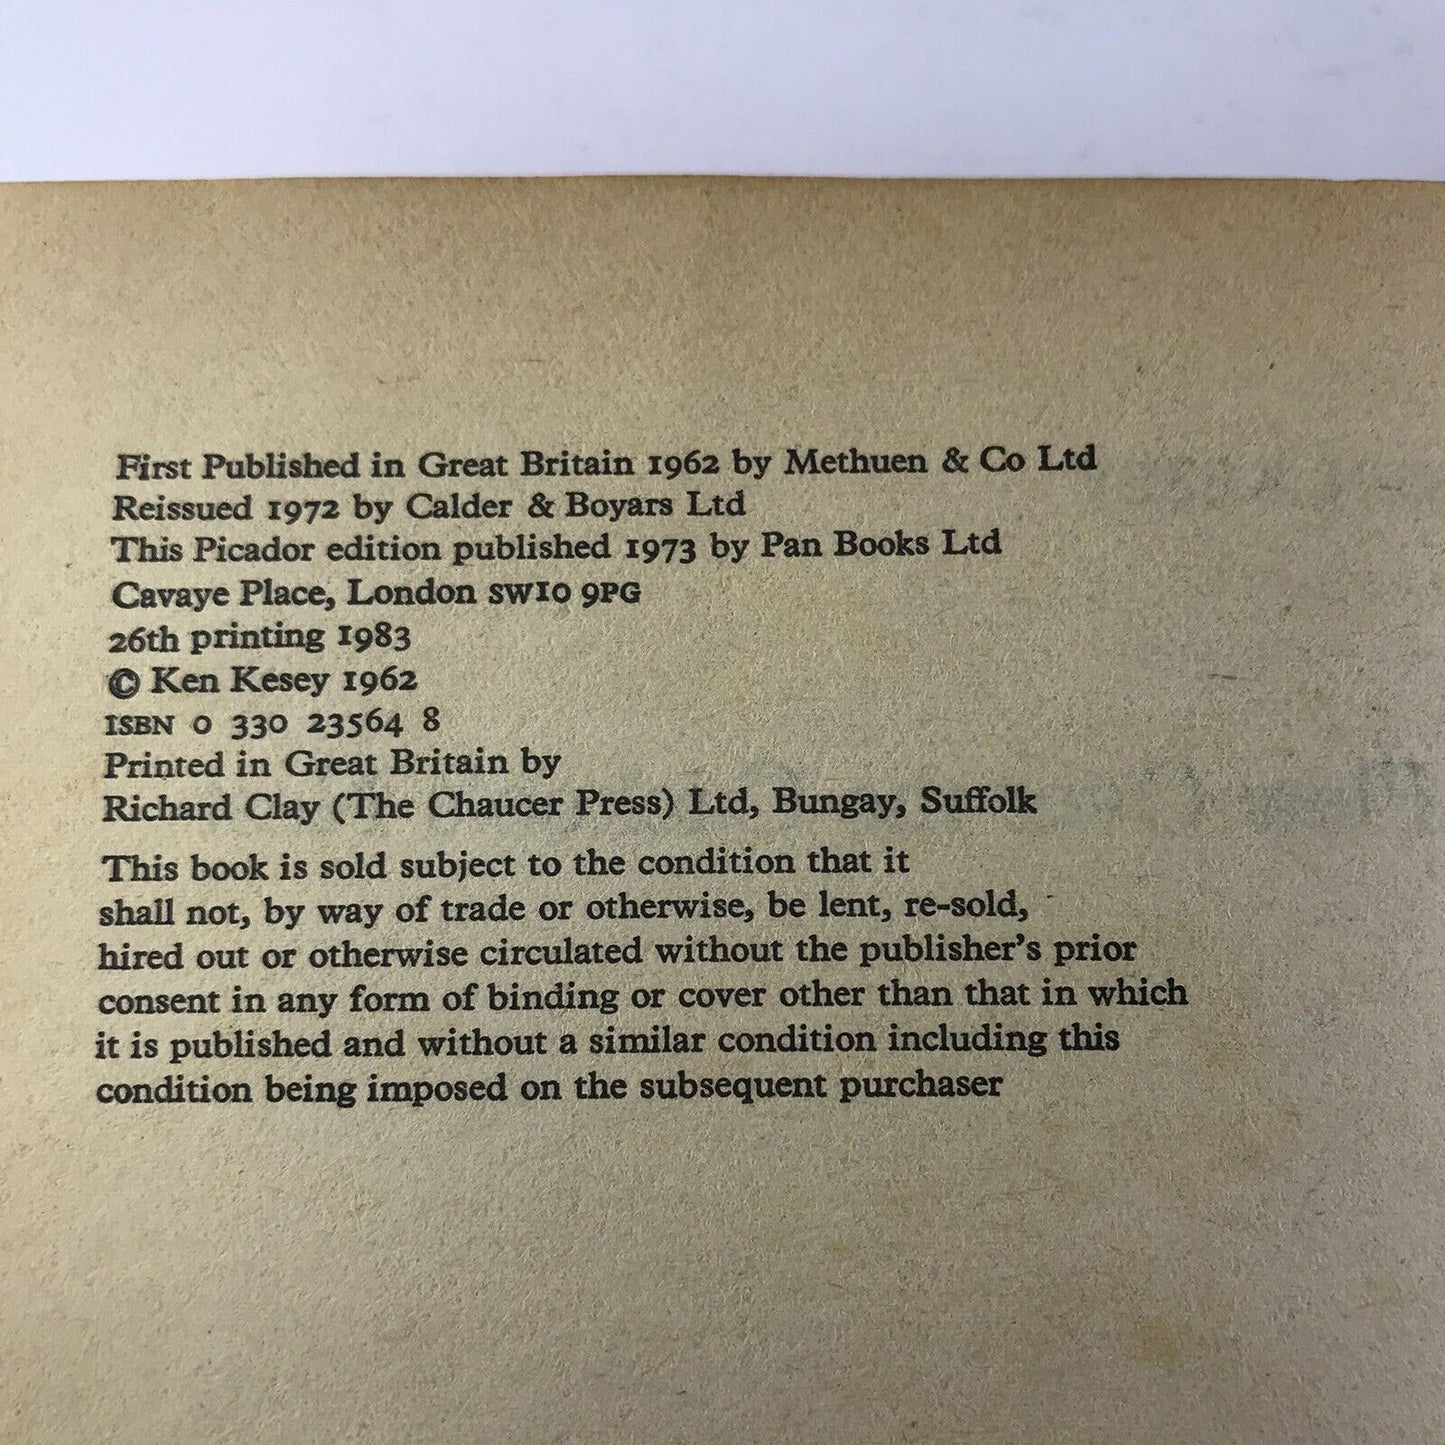 First Published in Great Britain 1962 by Methuen & Co Ltd
Reissued 1972 by Calder & Boyars Ltd
This Picador edition published 1973 by Pan Books Ltd
Cavaye Place, London SW10 9PG
26th printing 1983
© Ken Kesey 1962
ISBN 0 330 23564 8
Printed in Great Britain by
Richard Clay (The Chaucer Press) Ltd, Bungay, Suffolk
This book is sold subject to the condition that it
shall not, by way of trade or otherwise, be lent, re-sold,
hired out or otherwise circulated without the publisher's prior
consent in any form of binding or cover other than that in which
it is published and without a similar condition including this
condition being imposed on the subsequent purchaser